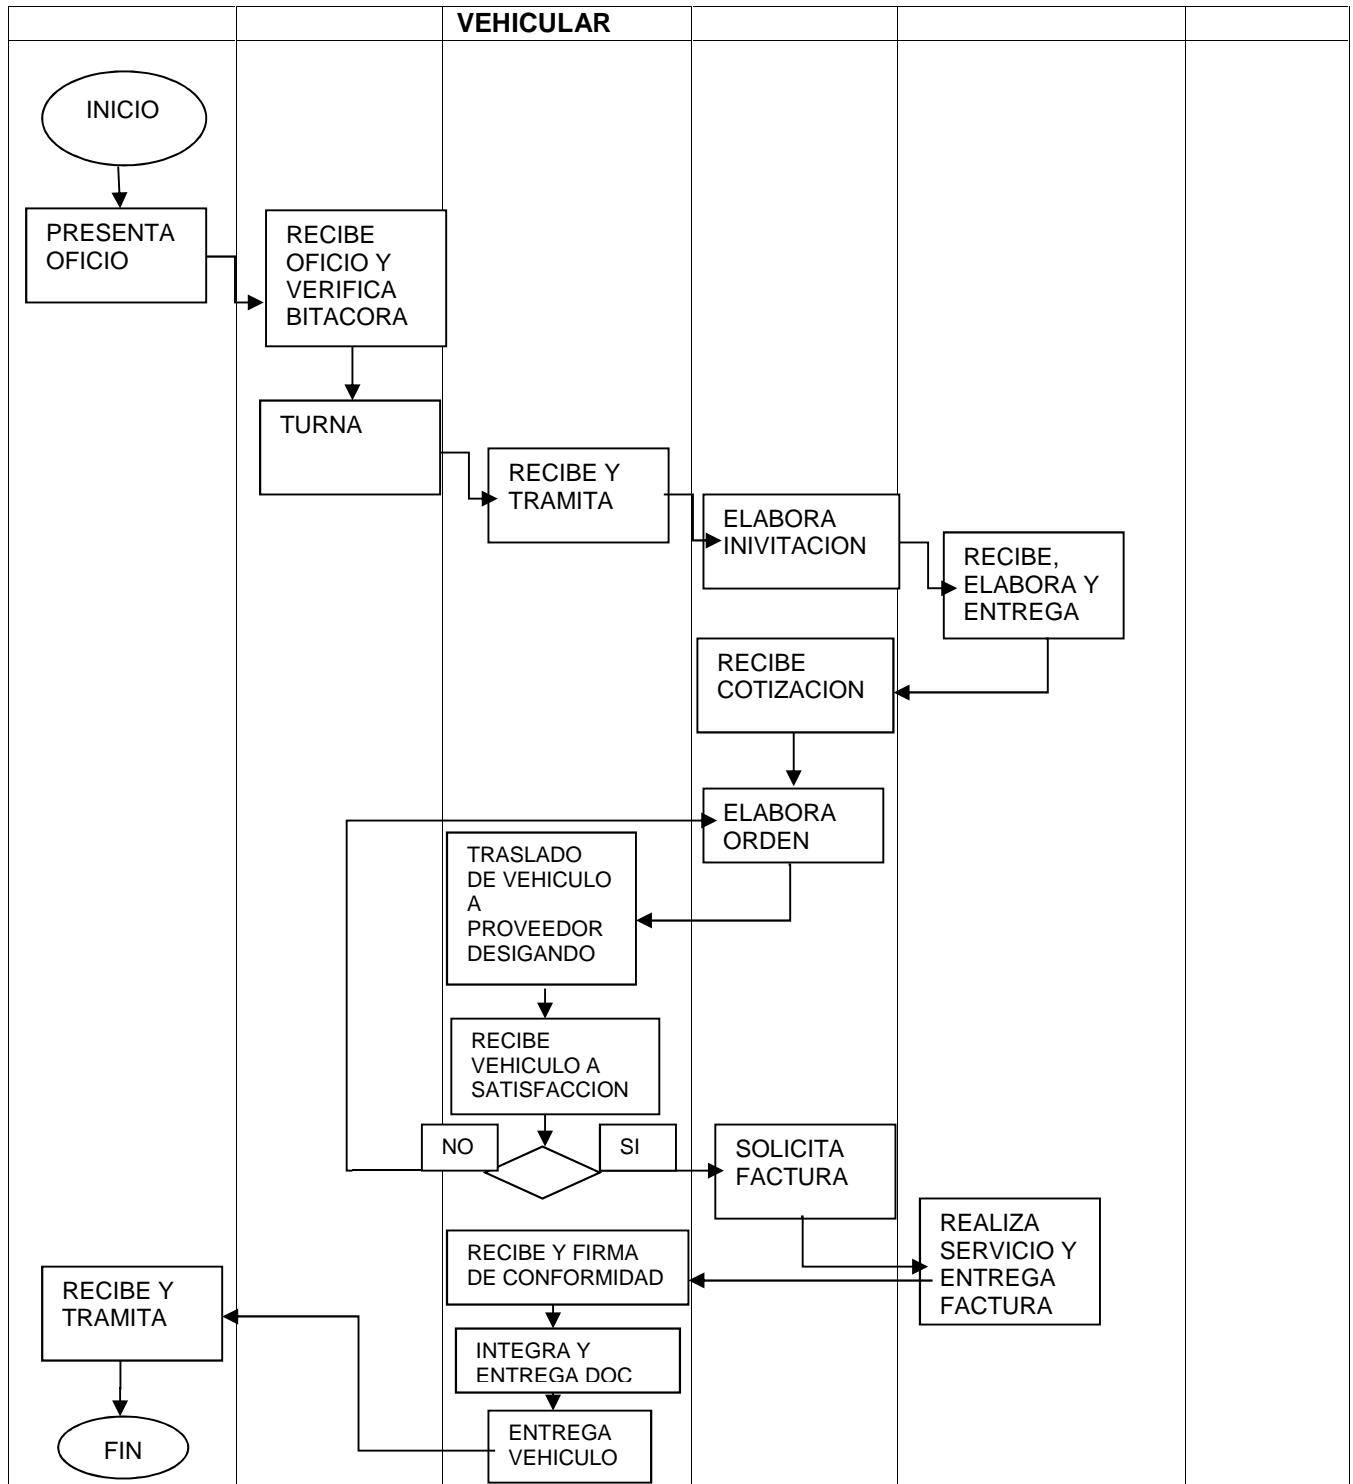 VEHICULAR
INICIO
PRESENTA
OFICIO
RECIBE
OFICIO Y
VERIFICA
BITACORA
TURNA
RECIBE Y
TRAMITA
ELABORA
INIVITACION
RECIBE,
ELABORA Y
ENTREGA
RECIBE
COTIZACION
ELABORA
ORDEN
TRASLADO
DE VEHICULO
A
PROVEEDOR
DESIGANDO
RECIBE
VEHICULO A
SATISFACCION
NO
SI
SOLICITA
FACTURA
REALIZA
SERVICIO Y
ENTREGA
FACTURA
RECIBE Y FIRMA
DE CONFORMIDAD
INTEGRA Y
ENTREGA DOC
ENTREGA
VEHICULO
RECIBE Y
TRAMITA
FIN